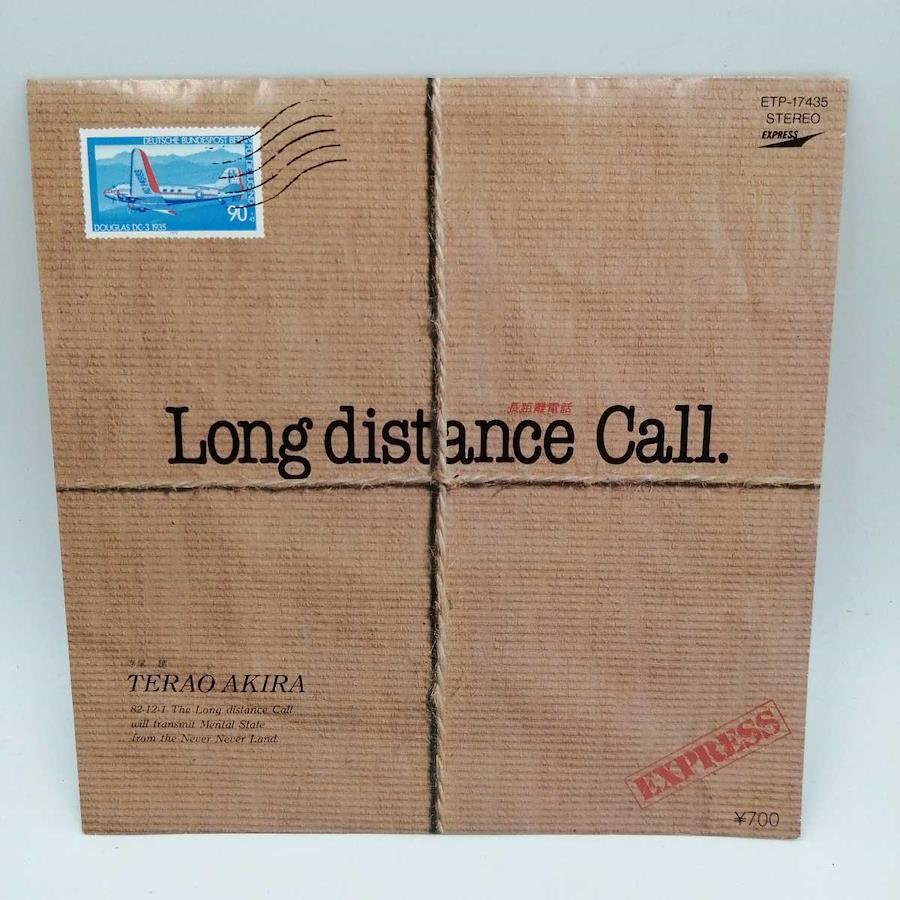 ETP-17435
STEREO
EXPRESS
DEUTSCHE BUNDESPOST BERLIN
90
DOUGLAS DC-3 1935
長距離電話
Long distance Call.
寺尾 聰
TERAO AKIRA
82·12·1 The Long distance Call
will transmit Mental State
from the Never Never Land.
EXPRESS
¥700